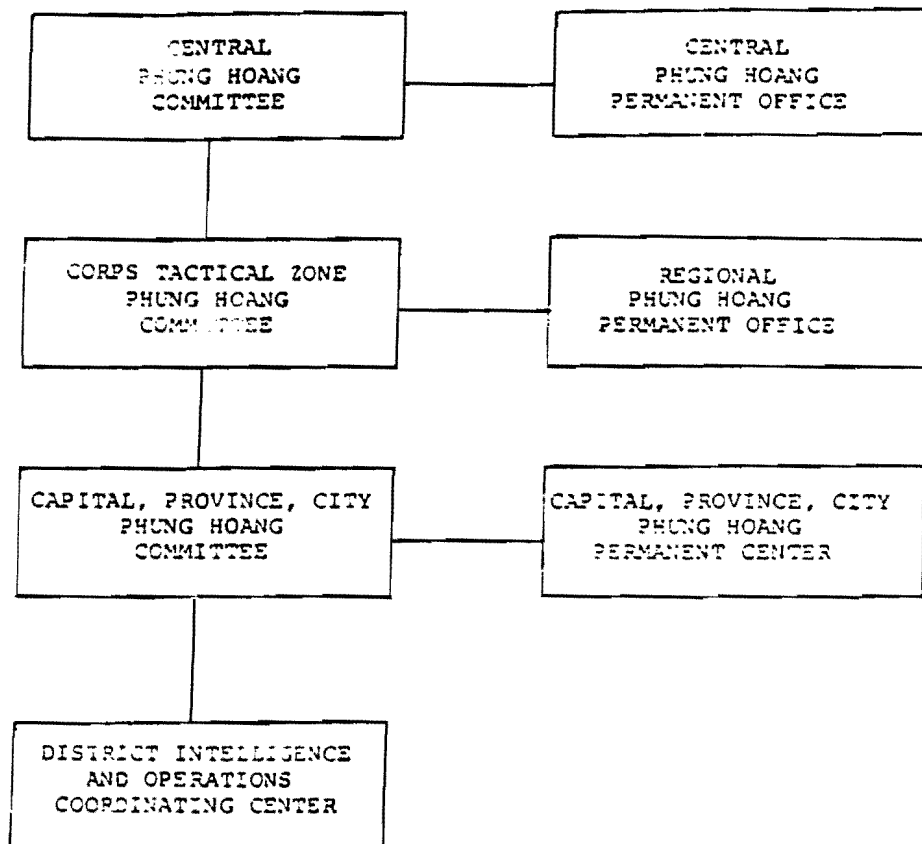 CENTRAL
PHUNG HOANG
COMMITTEE
CENTRAL
PHUNG HOANG
PERMANENT OFFICE
CORPS TACTICAL ZONE
PHUNG HOANG
COMMITTEE
REGIONAL
PHUNG HOANG
PERMANENT OFFICE
CAPITAL, PROVINCE, CITY
PHUNG HOANG
COMMITTEE
CAPITAL, PROVINCE, CITY
PHUNG HOANG
PERMANENT CENTER
DISTRICT INTELLIGENCE
AND OPERATIONS
COORDINATING CENTER